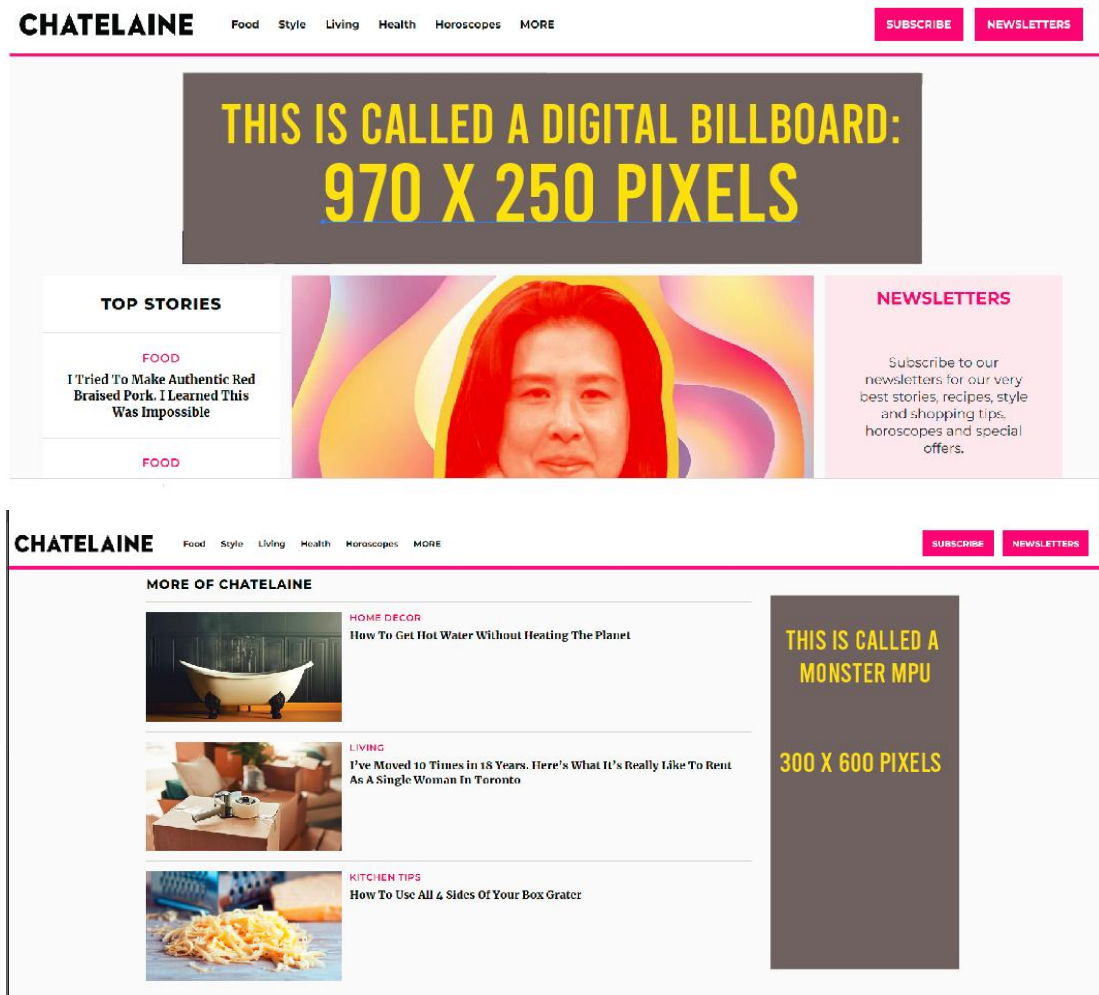 CHATELAINE
Food Style Living Health Horoscopes MORE
SUBSCRIBE NEWSLETTERS
THIS IS CALLED A DIGITAL BILLBOARD:
970 X 250 PIXELS
TOP STORIES
FOOD
I Tried To Make Authentic Red
Braised Pork. I Learned This
Was Impossible
FOOD
NEWSLETTERS
Subscribe to our
newsletters for our very
best stories, recipes, style
and shopping tips,
horoscopes and special
offers.
CHATELAINE
Food Style Living Health Horoscopes MORE
SUBSCRIBE NEWSLETTERS
MORE OF CHATELAINE
HOME DECOR
How To Get Hot Water Without Heating The Planet
LIVING
I've Moved 10 Times in 18 Years. Here's What It's Really Like To Rent
As A Single Woman In Toronto
KITCHEN TIPS
How To Use All 4 Sides Of Your Box Grater
THIS IS CALLED A
MONSTER MPU
300 X 600 PIXELS